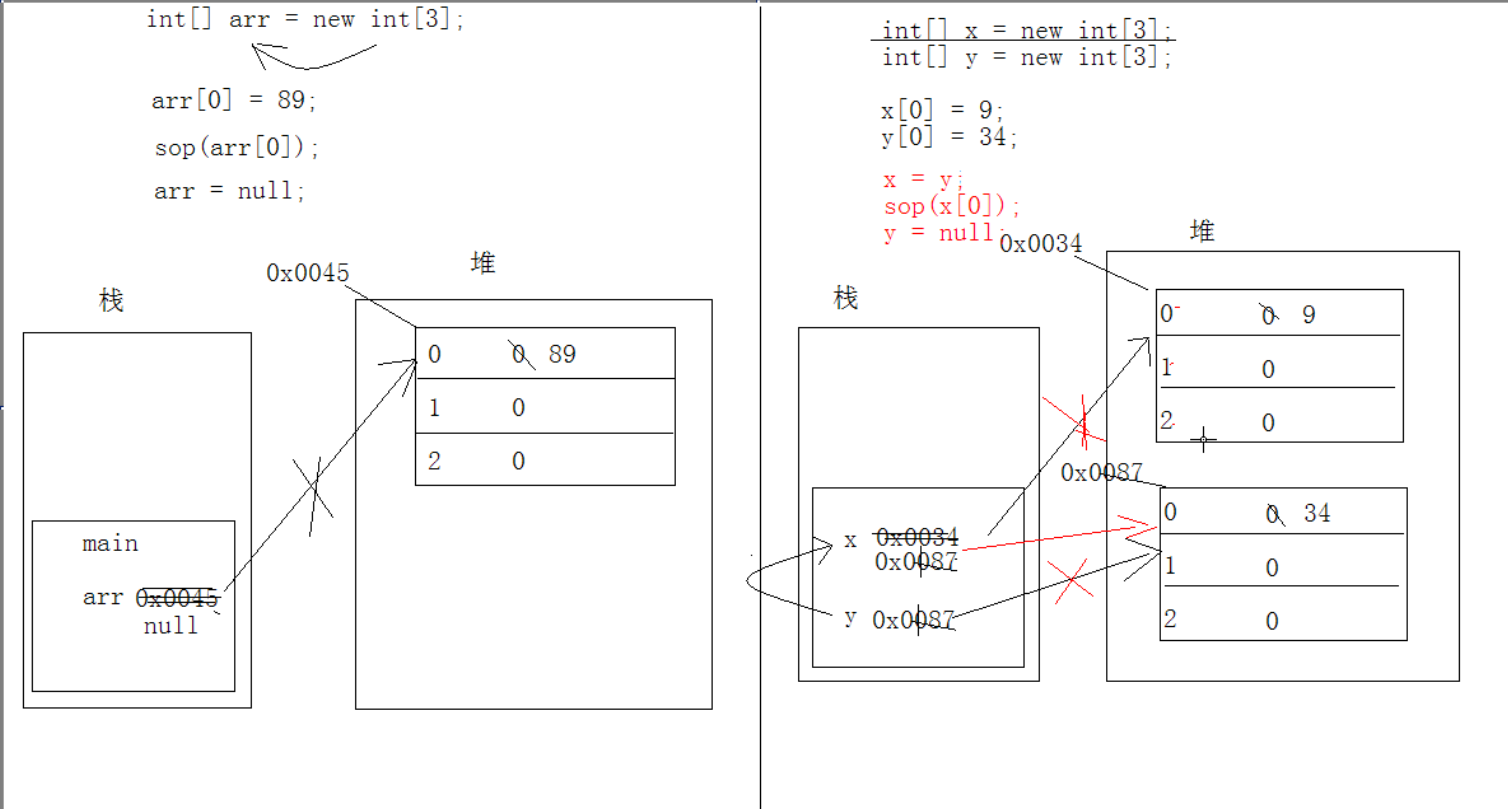 int[] arr = new int[3];
arr[0] = 89;
sop(arr[0]);
arr = null;
0x0045
堆
栈
0 0 89
1 0
2 0
main
arr 0x0045
null
int[] x = new int[3];
int[] y = new int[3];
x[0] = 9;
y[0] = 34;
x = y;
sop(x[0]);
y = null;
0x0034
堆
栈
0 0 9
1 0
2 0
0x0087
0 0 34
1 0
2 0
x 0x0034
0x0087
y 0x0087